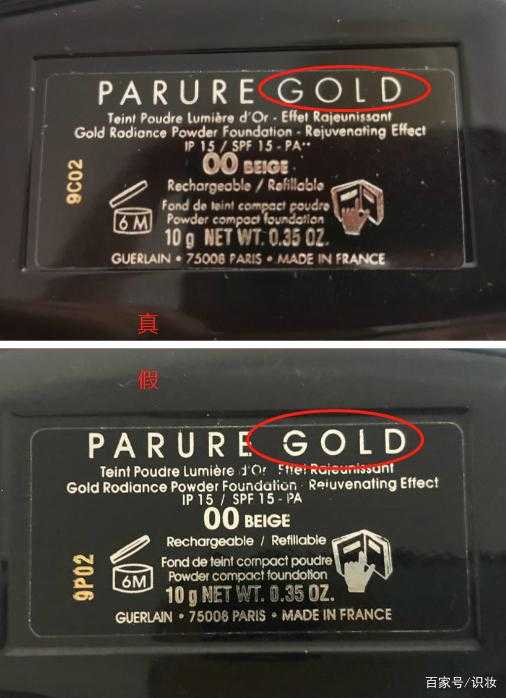 PARURE GOLD
Teint Poudre Lumière d'Or - Effet Rajeunissant
Gold Radiance Powder Foundation - Rejuvenating Effect
IP 15 / SPF 15 - PA++
00 BEIGE
9C02
Rechargeable / Refillable
Fond de teint compact poudre
Powder compact foundation
6 M
10 g NET WT. 0.35 OZ.
GUERLAIN • 75008 PARIS • MADE IN FRANCE
真
假
PARURE GOLD
Teint Poudre Lumière d'Or - Effet Rajeunissant
Gold Radiance Powder Foundation - Rejuvenating Effect
IP 15 / SPF 15 - PA
00 BEIGE
9P02
Rechargeable / Refillable
Fond de teint compact poudre
Powder compact foundation
6M
10 g NET WT. 0.35 OZ.
GUERLAIN • 75008 PARIS • MADE IN FRANCE
百家号/识妆